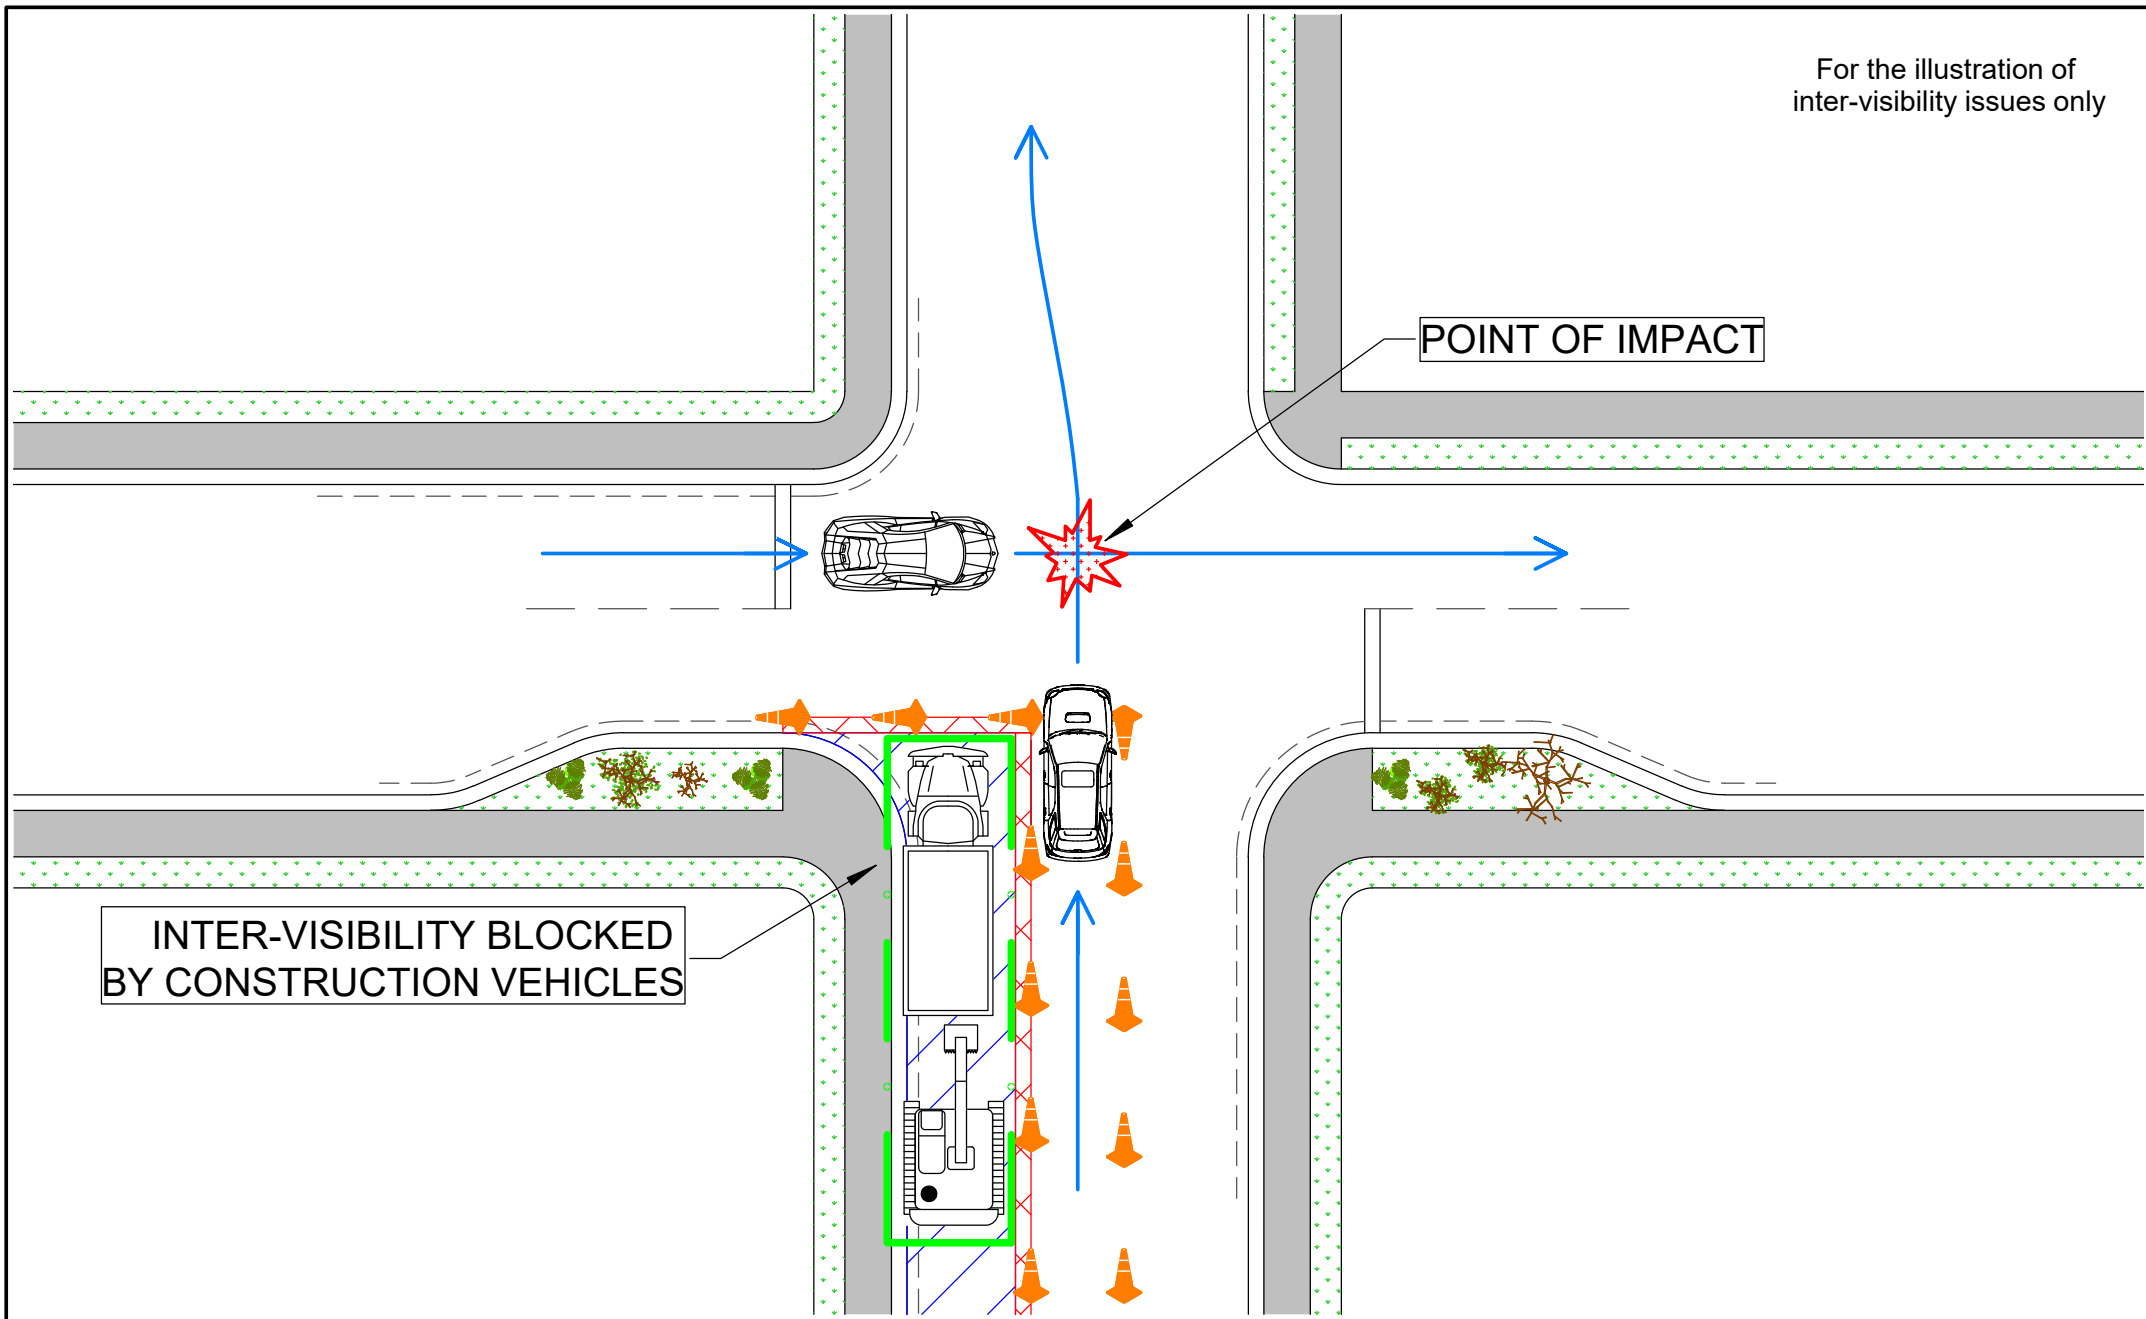 For the illustration of
inter-visibility issues only
POINT OF IMPACT
INTER-VISIBILITY BLOCKED
BY CONSTRUCTION VEHICLES